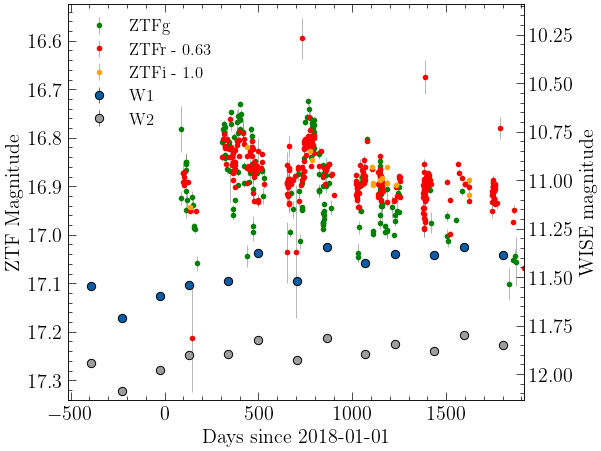 ZTFg
ZTFr - 0.63
ZTFi - 1.0
W1
W2
ZTF Magnitude
16.6
16.7
16.8
16.9
17.0
17.1
17.2
17.3
10.25
10.50
10.75
11.00
11.25
11.50
11.75
12.00
WISE magnitude
−500 0 500 1000 1500
Days since 2018-01-01